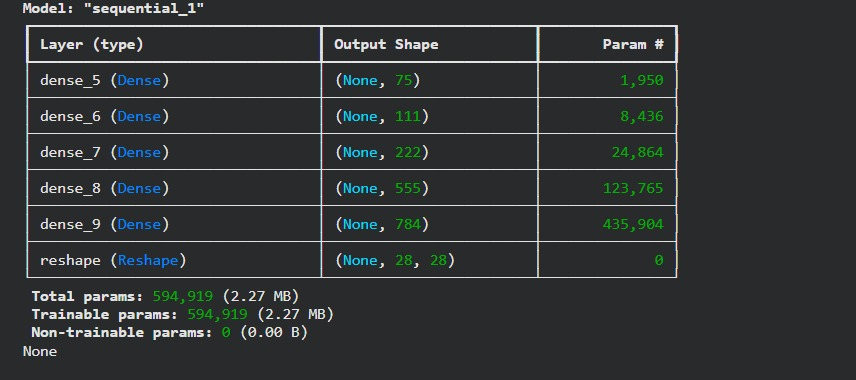 Model: "sequential_1"
Layer (type) Output Shape Param #
dense_5 (Dense) (None, 75) 1,950
dense_6 (Dense) (None, 111) 8,436
dense_7 (Dense) (None, 222) 24,864
dense_8 (Dense) (None, 555) 123,765
dense_9 (Dense) (None, 784) 435,904
reshape (Reshape) (None, 28, 28) 0
Total params: 594,919 (2.27 MB)
Trainable params: 594,919 (2.27 MB)
Non-trainable params: 0 (0.00 B)
None